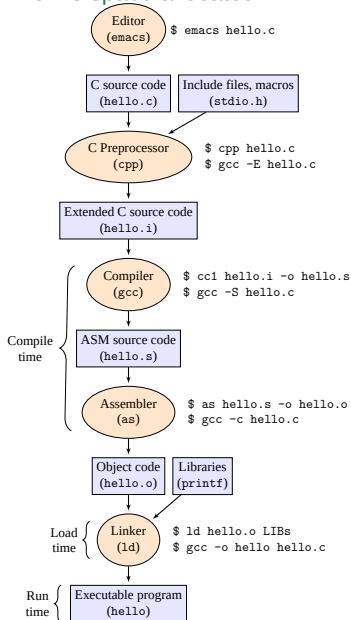 Editor
(emacs)
$ emacs hello.c
C source code
(hello.c)
Include files, macros
(stdio.h)
C Preprocessor
(cpp)
$ cpp hello.c
$ gcc -E hello.c
Extended C source code
(hello.i)
Compiler
(gcc)
$ cc1 hello.i -o hello.s
$ gcc -S hello.c
Compile
time
ASM source code
(hello.s)
Assembler
(as)
$ as hello.s -o hello.o
$ gcc -c hello.c
Object code
(hello.o)
Libraries
(printf)
Load
time
Linker
(ld)
$ ld hello.o LIBs
$ gcc -o hello hello.c
Run
time
Executable program
(hello)